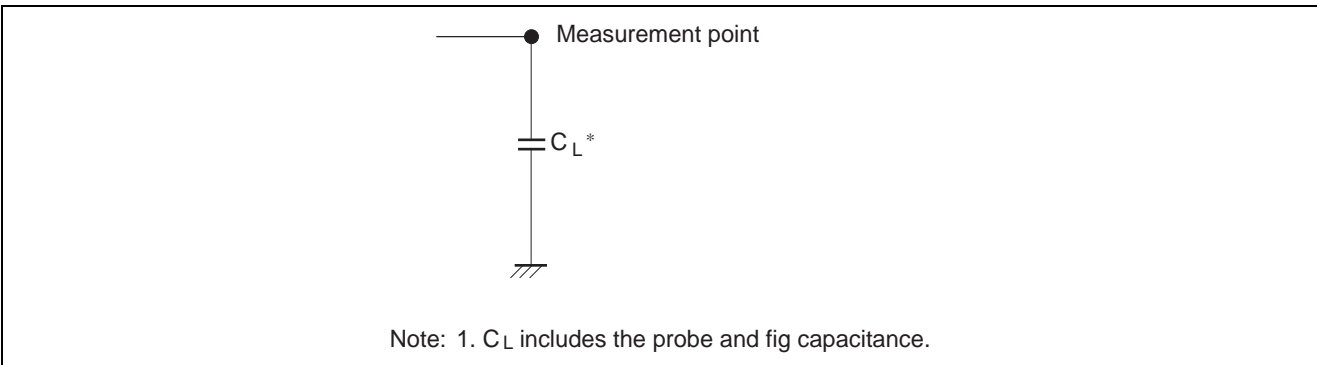 Measurement point
C L *
Note: 1. C L includes the probe and fig capacitance.